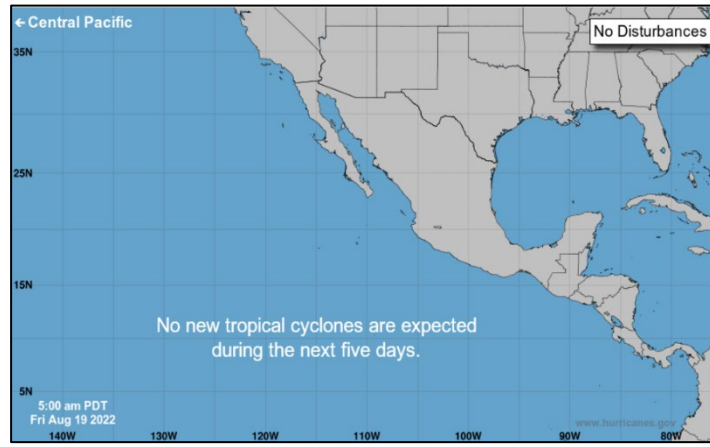 ← Central Pacific
No Disturbances
35N
25N
15N
No new tropical cyclones are expected
during the next five days.
5N
5:00 am PDT
Fri Aug 19 2022
www.hurricanes.gov
140W 130W 120W 110W 100W 90W 80W